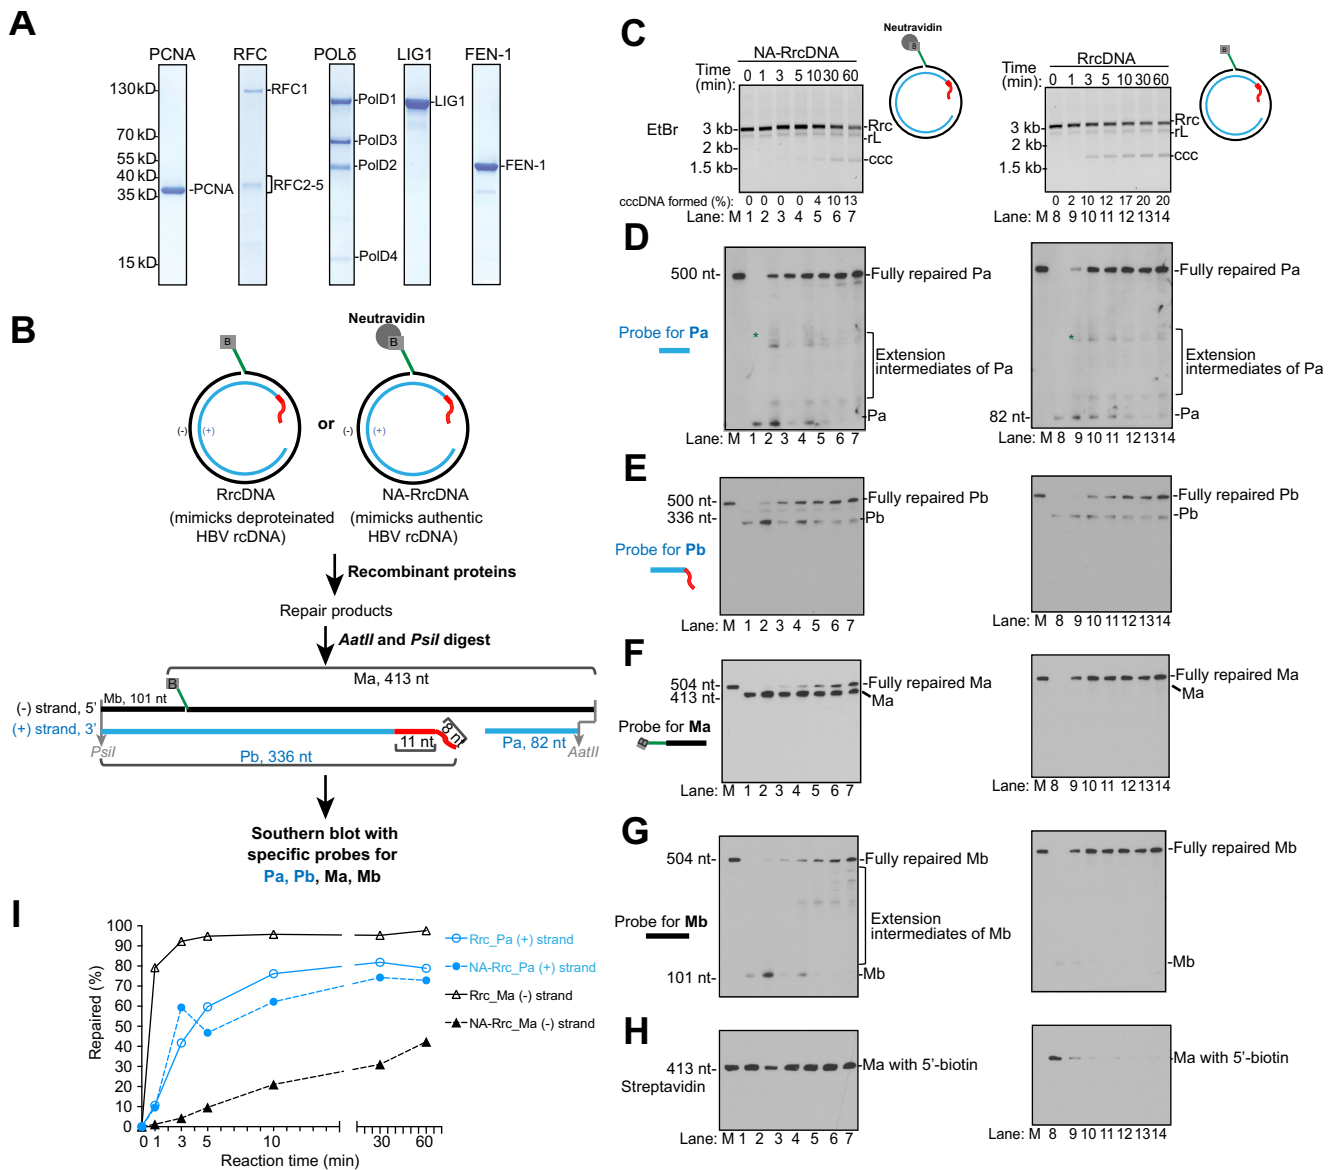 A
PCNA RFC POLδ LIG1 FEN-1
130kD
70 kD
55 kD
40 kD
35 kD
15 kD
-PCNA
-RFC1
RFC2-5
-PolD1
-PolD3
-PolD2
-PolD4
-LIG1
-FEN-1
B
B
Neutravidin
B
(-) (+)
or
(-) (+)
RrcDNA
(mimics deproteinated
HBV rcDNA)
NA-RrcDNA
(mimics authentic
HBV rcDNA)
Recombinant proteins
Repair products
AatII and PsiI digest
Ma, 413 nt
B
Mb, 101 nt
(-) strand, 5’
(+) strand, 3’
8 nt
11 nt
Pa, 82 nt
PsiI
AatII
Pb, 336 nt
Southern blot with
specific probes for
Pa, Pb, Ma, Mb
C
NA-RrcDNA
Time
(min):
0 1 3 5 10 30 60
EtBr
3 kb-
2 kb-
1.5 kb-
-Rrc
-rL
-ccc
cccDNA formed (%): 0 0 0 0 4 10 13
Lane: M 1 2 3 4 5 6 7
Neutravidin
B
RrcDNA
Time
(min):
0 1 3 5 10 30 60
3 kb-
2 kb-
1.5 kb-
-Rrc
-rL
-ccc
0 2 10 12 17 20 20
Lane: M 8 9 10 11 12 13 14
B
D
500 nt-
Probe for Pa
*
-Fully repaired Pa
Extension
intermediates of Pa
-Pa
Lane: M 1 2 3 4 5 6 7
*
82 nt-
-Fully repaired Pa
Extension
intermediates of Pa
-Pa
Lane: M 8 9 10 11 12 13 14
E
500 nt-
336 nt-
Probe for Pb
-Fully repaired Pb
-Pb
Lane: M 1 2 3 4 5 6 7
-Fully repaired Pb
-Pb
Lane: M 8 9 10 11 12 13 14
F
504 nt-
413 nt-
Probe for Ma
B
-Fully repaired Ma
Ma
Lane: M 1 2 3 4 5 6 7
-Fully repaired Ma
Ma
Lane: M 8 9 10 11 12 13 14
G
504 nt-
Probe for Mb
101 nt-
-Fully repaired Mb
Extension
intermediates of Mb
-Mb
Lane: M 1 2 3 4 5 6 7
-Fully repaired Mb
-Mb
Lane: M 8 9 10 11 12 13 14
H
413 nt-
Streptavidin
-Ma with 5’-biotin
Lane: M 1 2 3 4 5 6 7
-Ma with 5’-biotin
Lane: M 8 9 10 11 12 13 14
I
Repaired (%)
100
90
80
70
60
50
40
30
20
10
0
0 1 3 5 10 30 60
Reaction time (min)
Rrc_Pa (+) strand
NA-Rrc_Pa (+) strand
Rrc_Ma (-) strand
NA-Rrc_Ma (-) strand